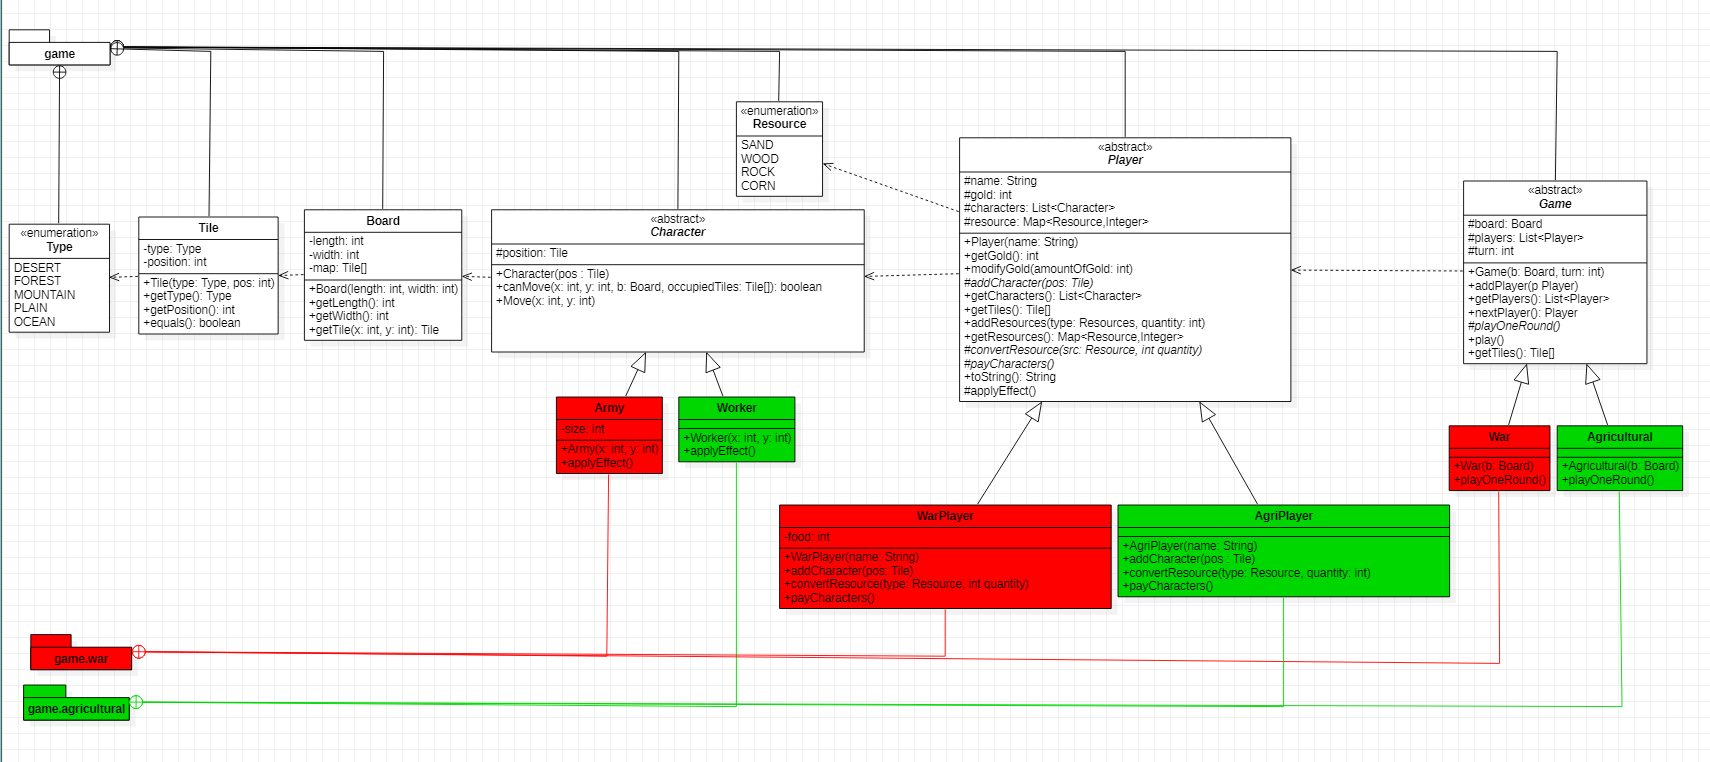 game
«enumeration»
Type
DESERT
FOREST
MOUNTAIN
PLAIN
OCEAN
Tile
-type: Type
-position: int
+Tile(type: Type, pos: int)
+getType(): Type
+getPosition(): int
+equals(): boolean
Board
-length: int
-width: int
-map: Tile[]
+Board(length: int, width: int)
+getLength(): int
+getWidth(): int
+getTile(x: int, y: int): Tile
«abstract»
Character
#position: Tile
+Character(pos : Tile)
+canMove(x: int, y: int, b: Board, occupiedTiles: Tile[]): boolean
+Move(x: int, y: int)
«enumeration»
Resource
SAND
WOOD
ROCK
CORN
«abstract»
Player
#name: String
#gold: int
#characters: List<Character>
#resource: Map<Resource,Integer>
+Player(name: String)
+getGold(): int
+modifyGold(amountOfGold: int)
#addCharacter(pos: Tile)
+getCharacters(): List<Character>
+getTiles(): Tile[]
+addResources(type: Resources, quantity: int)
+getResources(): Map<Resource,Integer>
#convertResource(src: Resource, int quantity)
#payCharacters()
+toString(): String
#applyEffect()
«abstract»
Game
#board: Board
#players: List<Player>
#turn: int
+Game(b: Board, turn: int)
+addPlayer(p Player)
+getPlayers(): List<Player>
+nextPlayer(): Player
#playOneRound()
+play()
+getTiles(): Tile[]
Army
-size: int
+Army(x: int, y: int)
+applyEffect()
Worker
+Worker(x: int, y: int)
+applyEffect()
War
+War(b: Board)
+playOneRound()
Agricultural
+Agricultural(b: Board)
+playOneRound()
WarPlayer
-food: int
+WarPlayer(name: String)
+addCharacter(pos: Tile)
+convertResource(type: Resource, int quantity)
+payCharacters()
AgriPlayer
+AgriPlayer(name: String)
+addCharacter(pos : Tile)
+convertResource(type: Resource, quantity: int)
+payCharacters()
game.war
game.agricultural